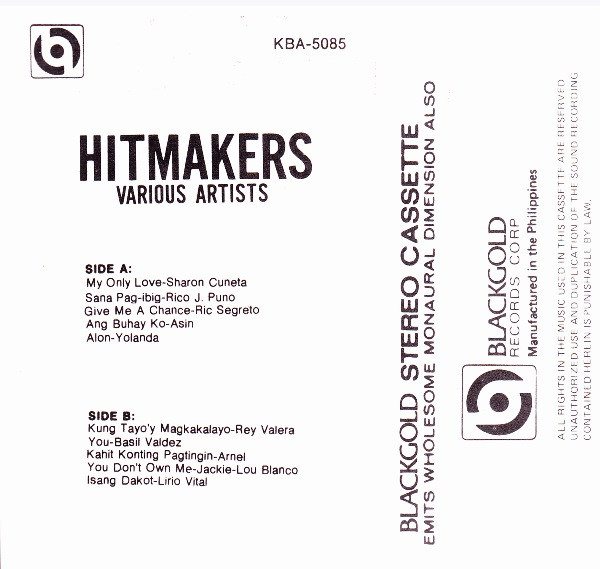 KBA-5085
HITMAKERS
VARIOUS ARTISTS
SIDE A:
My Only Love-Sharon Cuneta
Sana Pag-ibig-Rico J. Puno
Give Me A Chance-Ric Segreto
Ang Buhay Ko-Asin
Alon-Yolanda
SIDE B:
Kung Tayo'y Magkakalayo-Rey Valera
You-Basil Valdez
Kahit Konting Pagtingin-Arnel
You Don't Own Me-Jackie-Lou Blanco
Isang Dakot-Lirio Vital
BLACKGOLD STEREO CASSETTE
EMITS WHOLESOME MONAURAL DIMENSION ALSO
BLACKGOLD
RECORDS CORP
Manufactured in the Philippines
ALL RIGHTS IN THE MUSIC USED IN THIS CASSETTE ARE RESERVED
UNAUTHORIZED USE AND DUPLICATION OF THE SOUND RECORDING
CONTAINED HERLIN IS PUNISHABLE BY LAW.